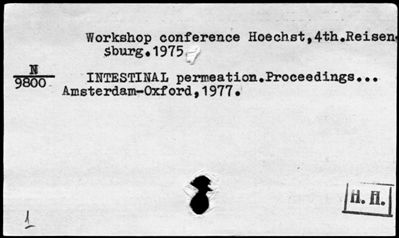 Workshop conference Hoechst,4th.Reisen-
sburg.1975.
N
9800
INTESTINAL permeation.Proceedings...
Amsterdam-Oxford,1977.
H. H.
1